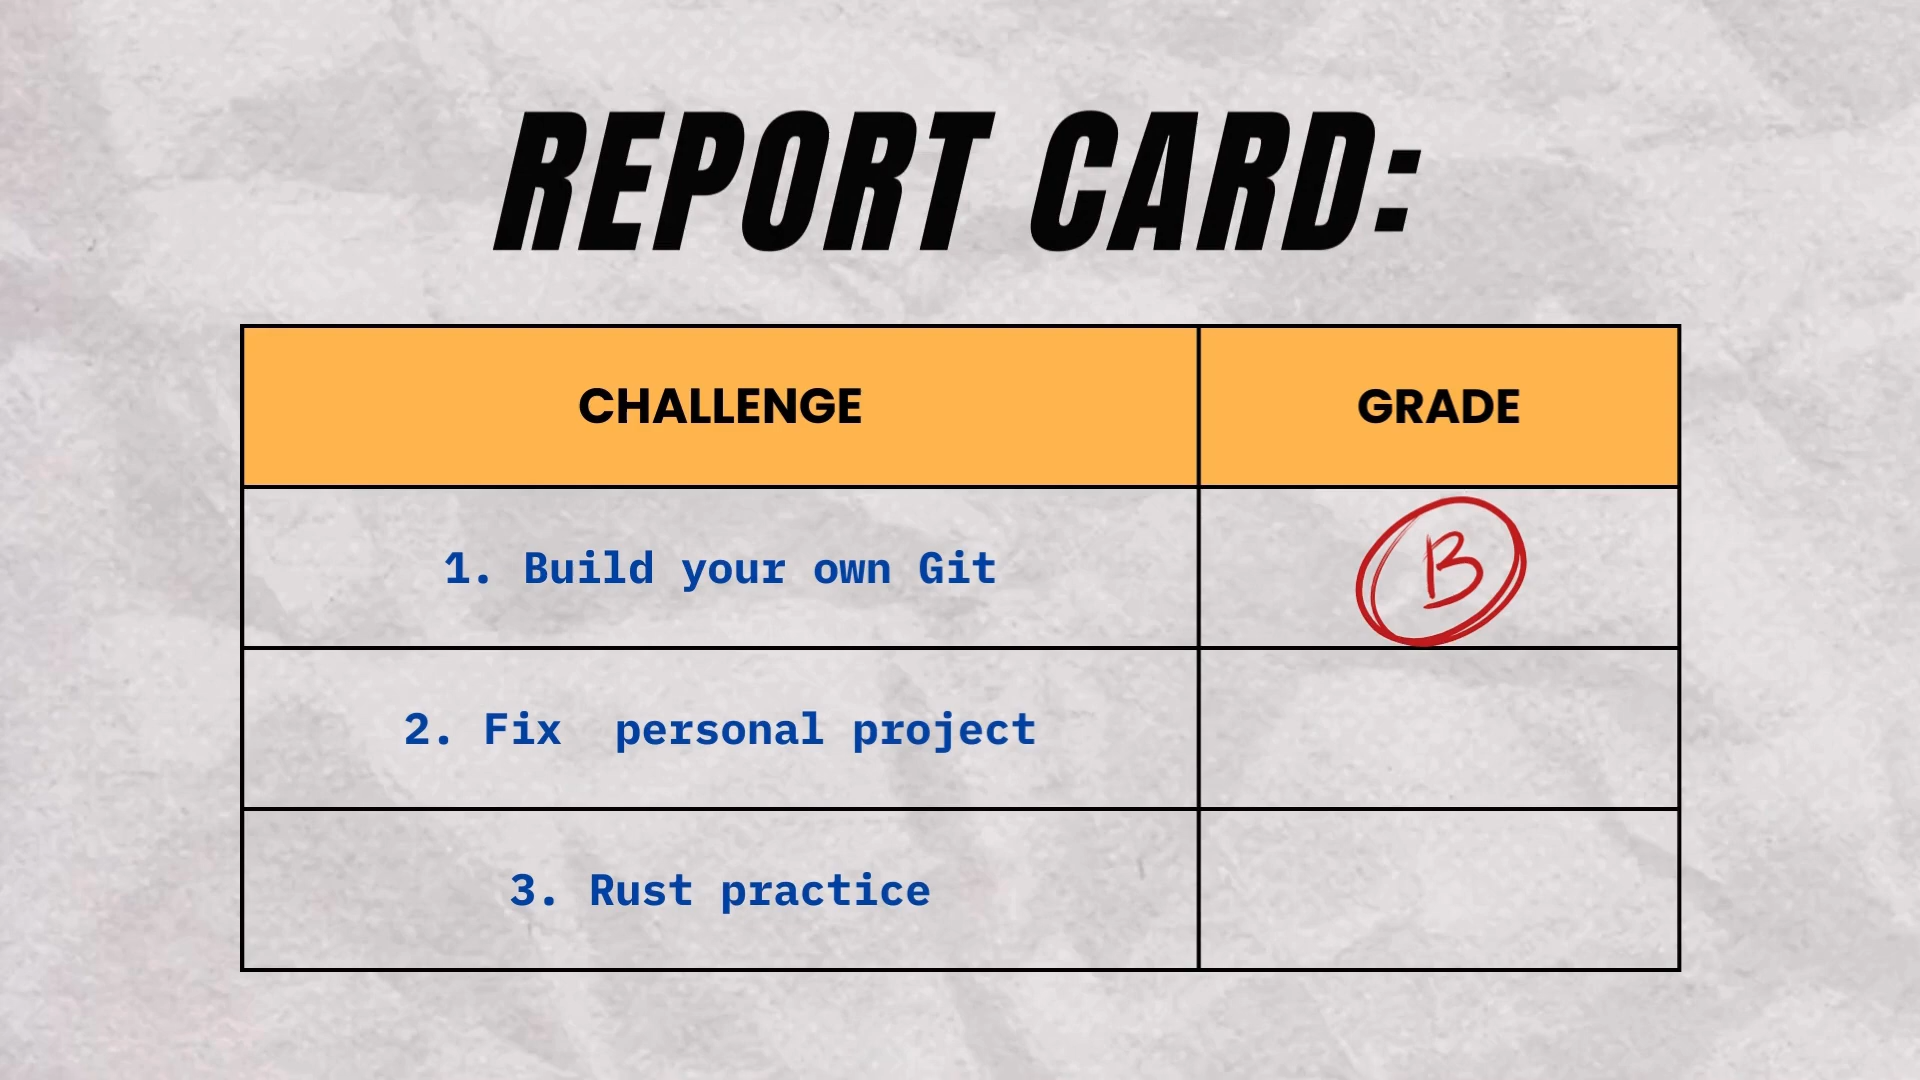 REPORT CARD:
CHALLENGE GRADE
1. Build your own Git B
2. Fix  personal project
3. Rust practice